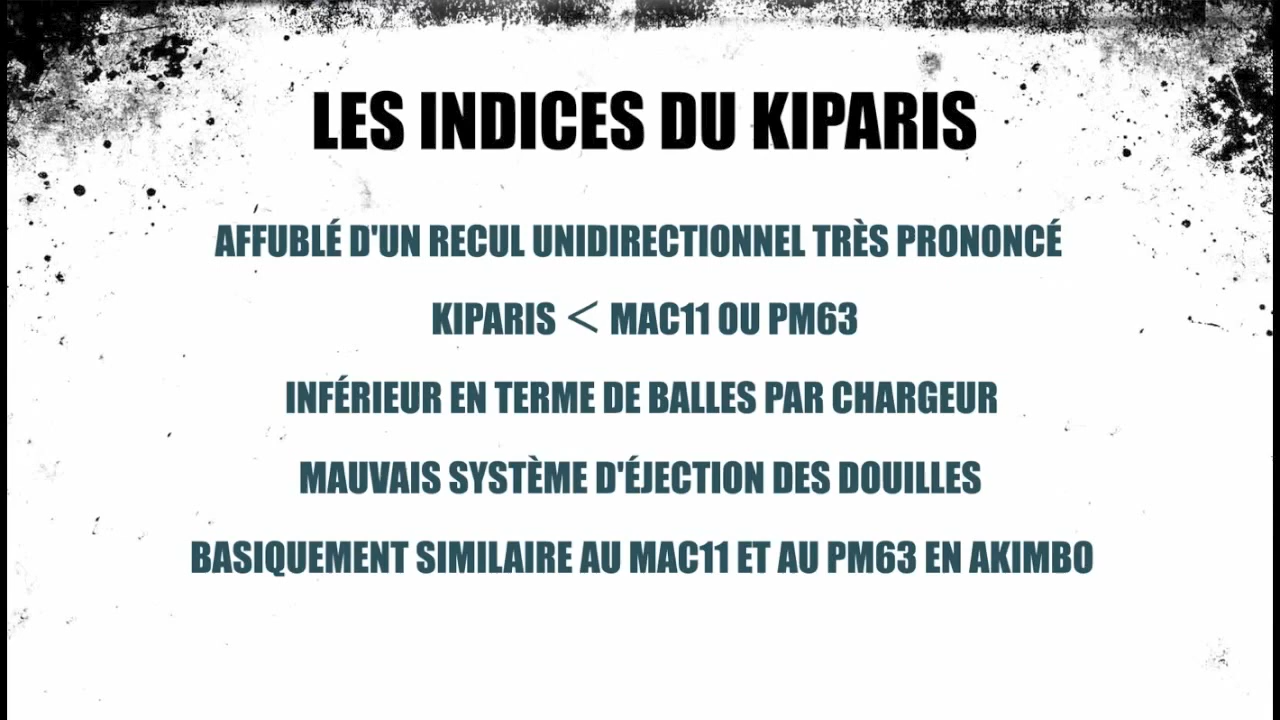 LES INDICES DU KIPARIS
AFFUBLÉ D'UN RECUL UNIDIRECTIONNEL TRÈS PRONONCÉ
KIPARIS < MAC11 OU PM63
INFÉRIEUR EN TERME DE BALLES PAR CHARGEUR
MAUVAIS SYSTÈME D'ÉJECTION DES DOUILLES
BASIQUEMENT SIMILAIRE AU MAC11 ET AU PM63 EN AKIMBO